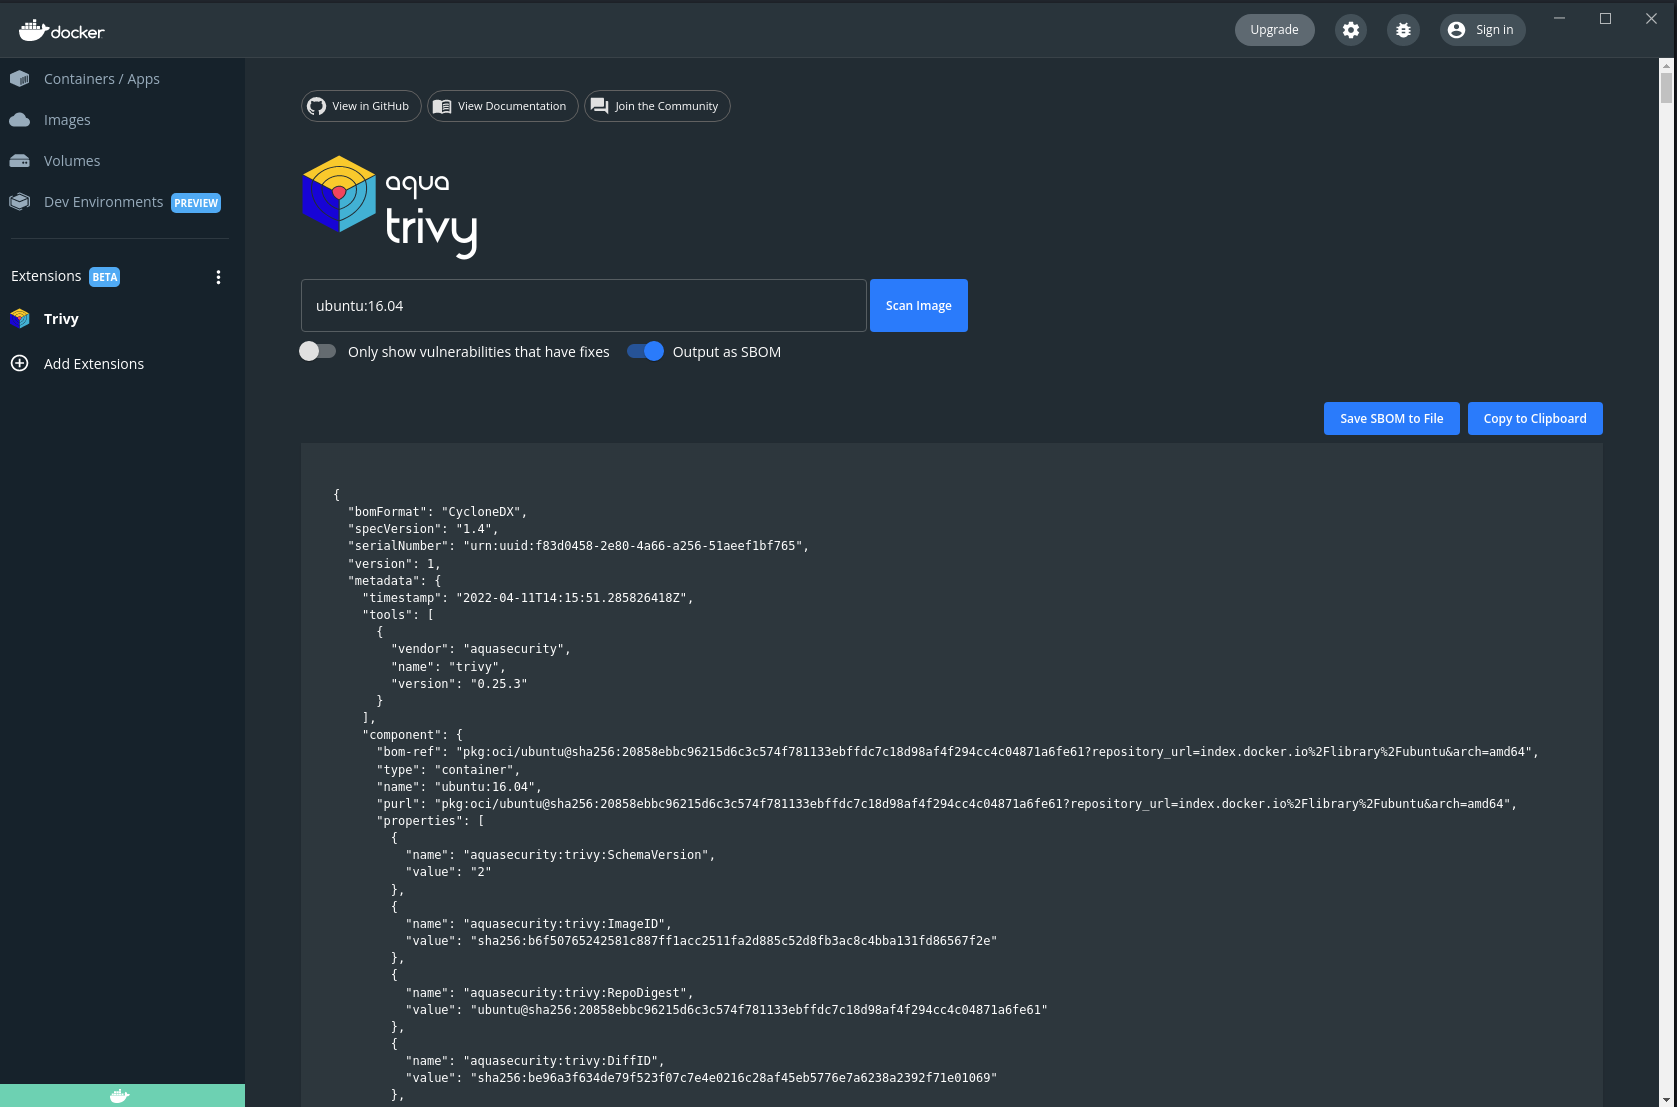 docker
Upgrade
Sign in
Containers / Apps
Images
Volumes
Dev Environments PREVIEW
Extensions BETA
Trivy
Add Extensions
View in GitHub
View Documentation
Join the Community
aqua
trivy
ubuntu:16.04
Scan Image
Only show vulnerabilities that have fixes
Output as SBOM
Save SBOM to File
Copy to Clipboard
{
"bomFormat": "CycloneDX",
"specVersion": "1.4",
"serialNumber": "urn:uuid:f83d0458-2e80-4a66-a256-51aeef1bf765",
"version": 1,
"metadata": {
"timestamp": "2022-04-11T14:15:51.285826418Z",
"tools": [
{
"vendor": "aquasecurity",
"name": "trivy",
"version": "0.25.3"
}
],
"component": {
"bom-ref": "pkg:oci/ubuntu@sha256:20858ebbc96215d6c3c574f781133ebffdc7c18d98af4f294cc4c04871a6fe61?repository_url=index.docker.io%2Flibrary%2Fubuntu&arch=amd64",
"type": "container",
"name": "ubuntu:16.04",
"purl": "pkg:oci/ubuntu@sha256:20858ebbc96215d6c3c574f781133ebffdc7c18d98af4f294cc4c04871a6fe61?repository_url=index.docker.io%2Flibrary%2Fubuntu&arch=amd64",
"properties": [
{
"name": "aquasecurity:trivy:SchemaVersion",
"value": "2"
},
{
"name": "aquasecurity:trivy:ImageID",
"value": "sha256:b6f50765242581c887ff1acc2511fa2d885c52d8fb3ac8c4bba131fd86567f2e"
},
{
"name": "aquasecurity:trivy:RepoDigest",
"value": "ubuntu@sha256:20858ebbc96215d6c3c574f781133ebffdc7c18d98af4f294cc4c04871a6fe61"
},
{
"name": "aquasecurity:trivy:DiffID",
"value": "sha256:be96a3f634de79f523f07c7e4e0216c28af45eb5776e7a6238a2392f71e01069"
},